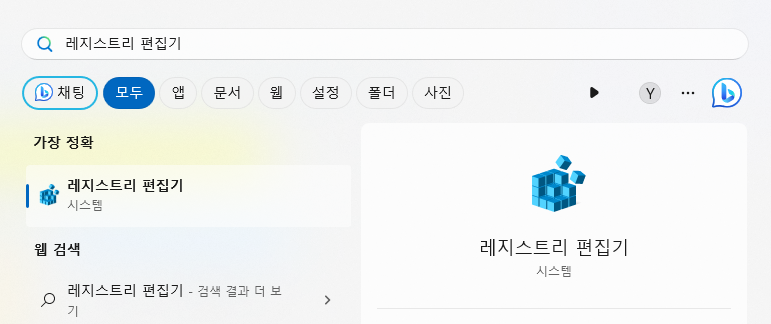 레지스트리 편집기
채팅 모두 앱 문서 웹 설정 폴더 사진 Y ...
가장 정확
레지스트리 편집기
시스템
웹 검색
레지스트리 편집기 - 검색 결과 더 보
기
레지스트리 편집기
시스템